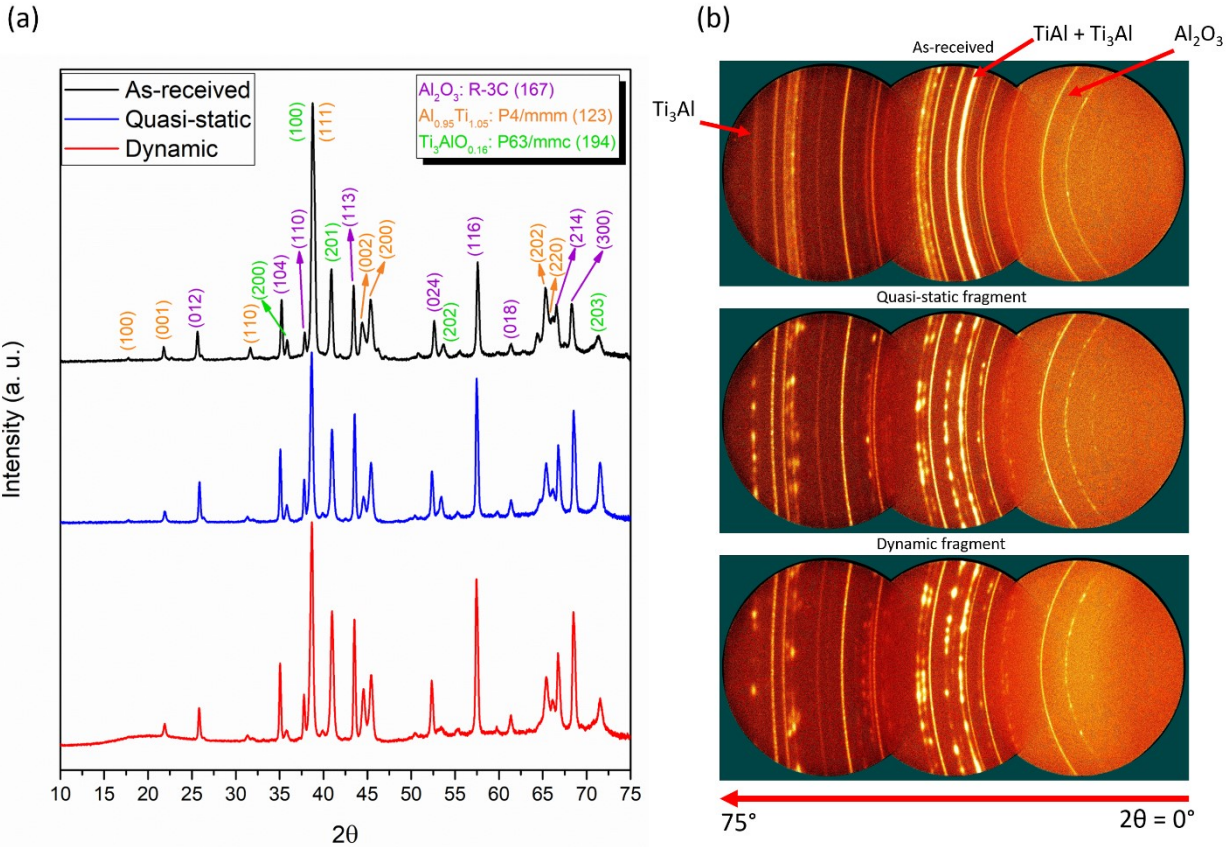 (a)
As-received
Quasi-static
Dynamic
Al₂O₃: R-3C (167)
Al₀.₉₅Ti₁.₀₅: P4/mmm (123)
Ti₃AlO₀.₁₆: P63/mmc (194)
(100)
(001)
(012)
(110)
(200)
(104)
(110)
(100)
(111)
(201)
(113)
(002)
(200)
(024)
(202)
(116)
(018)
(202)
(220)
(214)
(300)
(203)
Intensity (a. u.)
10 15 20 25 30 35 40 45 50 55 60 65 70 75
2θ
(b)
As-received
TiAl + Ti₃Al
Al₂O₃
Ti₃Al
Quasi-static fragment
Dynamic fragment
75°
2θ = 0°